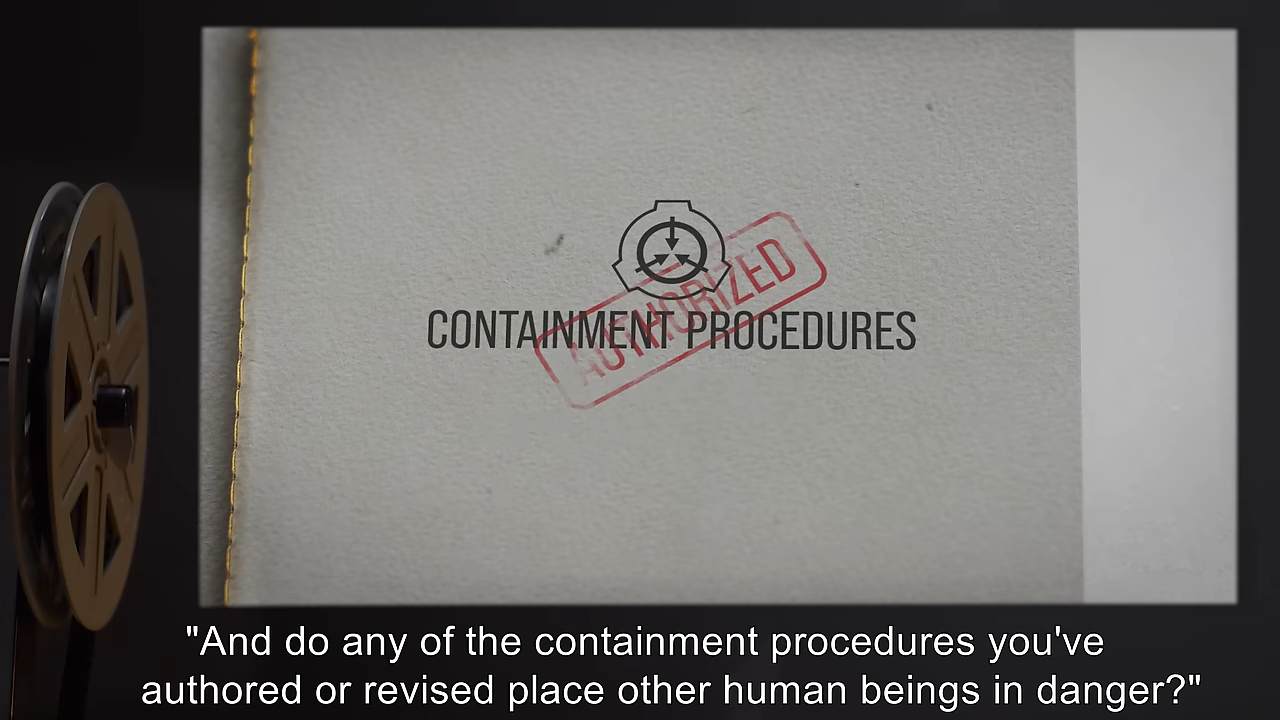 AUTHORIZED
CONTAINMENT PROCEDURES
"And do any of the containment procedures you've
authored or revised place other human beings in danger?"